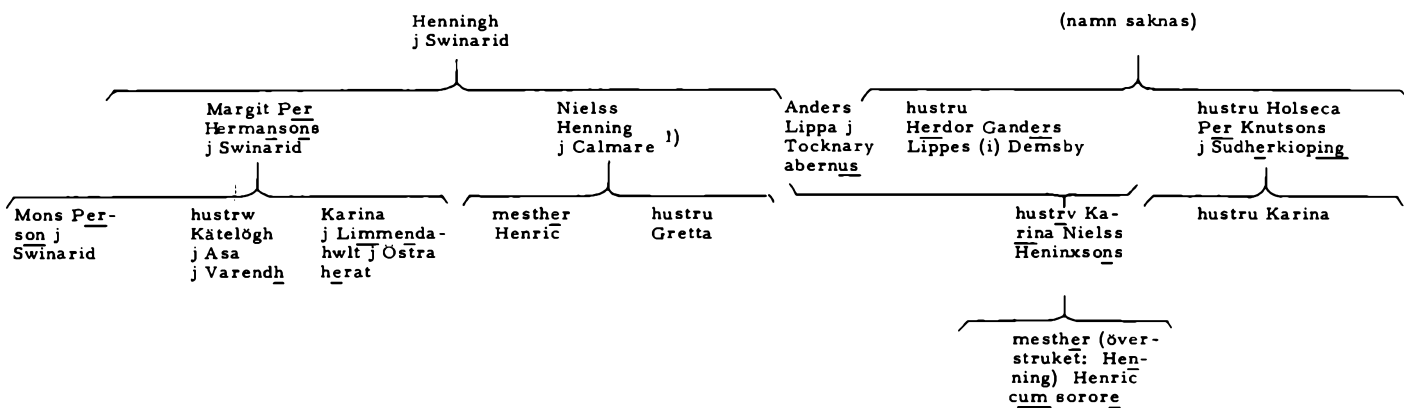 Henningh
j Swinarid
(namn saknas)
Margit Per
Hermansons
j Swinarid
Nielss
Henning
j Calmare 1)
Anders
Lippa j
Tocknary
abernus
hustru
Herdor Ganders
Lippes (i) Demsby
hustru Holseca
Per Knutsons
j Sudherkioping
Mons Per-
son j
Swinarid
hustrw
Kätelögh
j Asa
j Varendh
Karina
j Limmenda-
hwlt j Östra
herat
mesther
Henric
hustru
Gretta
hustrv Ka-
rina Nielss
Heninxsons
hustru Karina
mesther (över-
struket: Hen-
ning) Henric
cum sorore